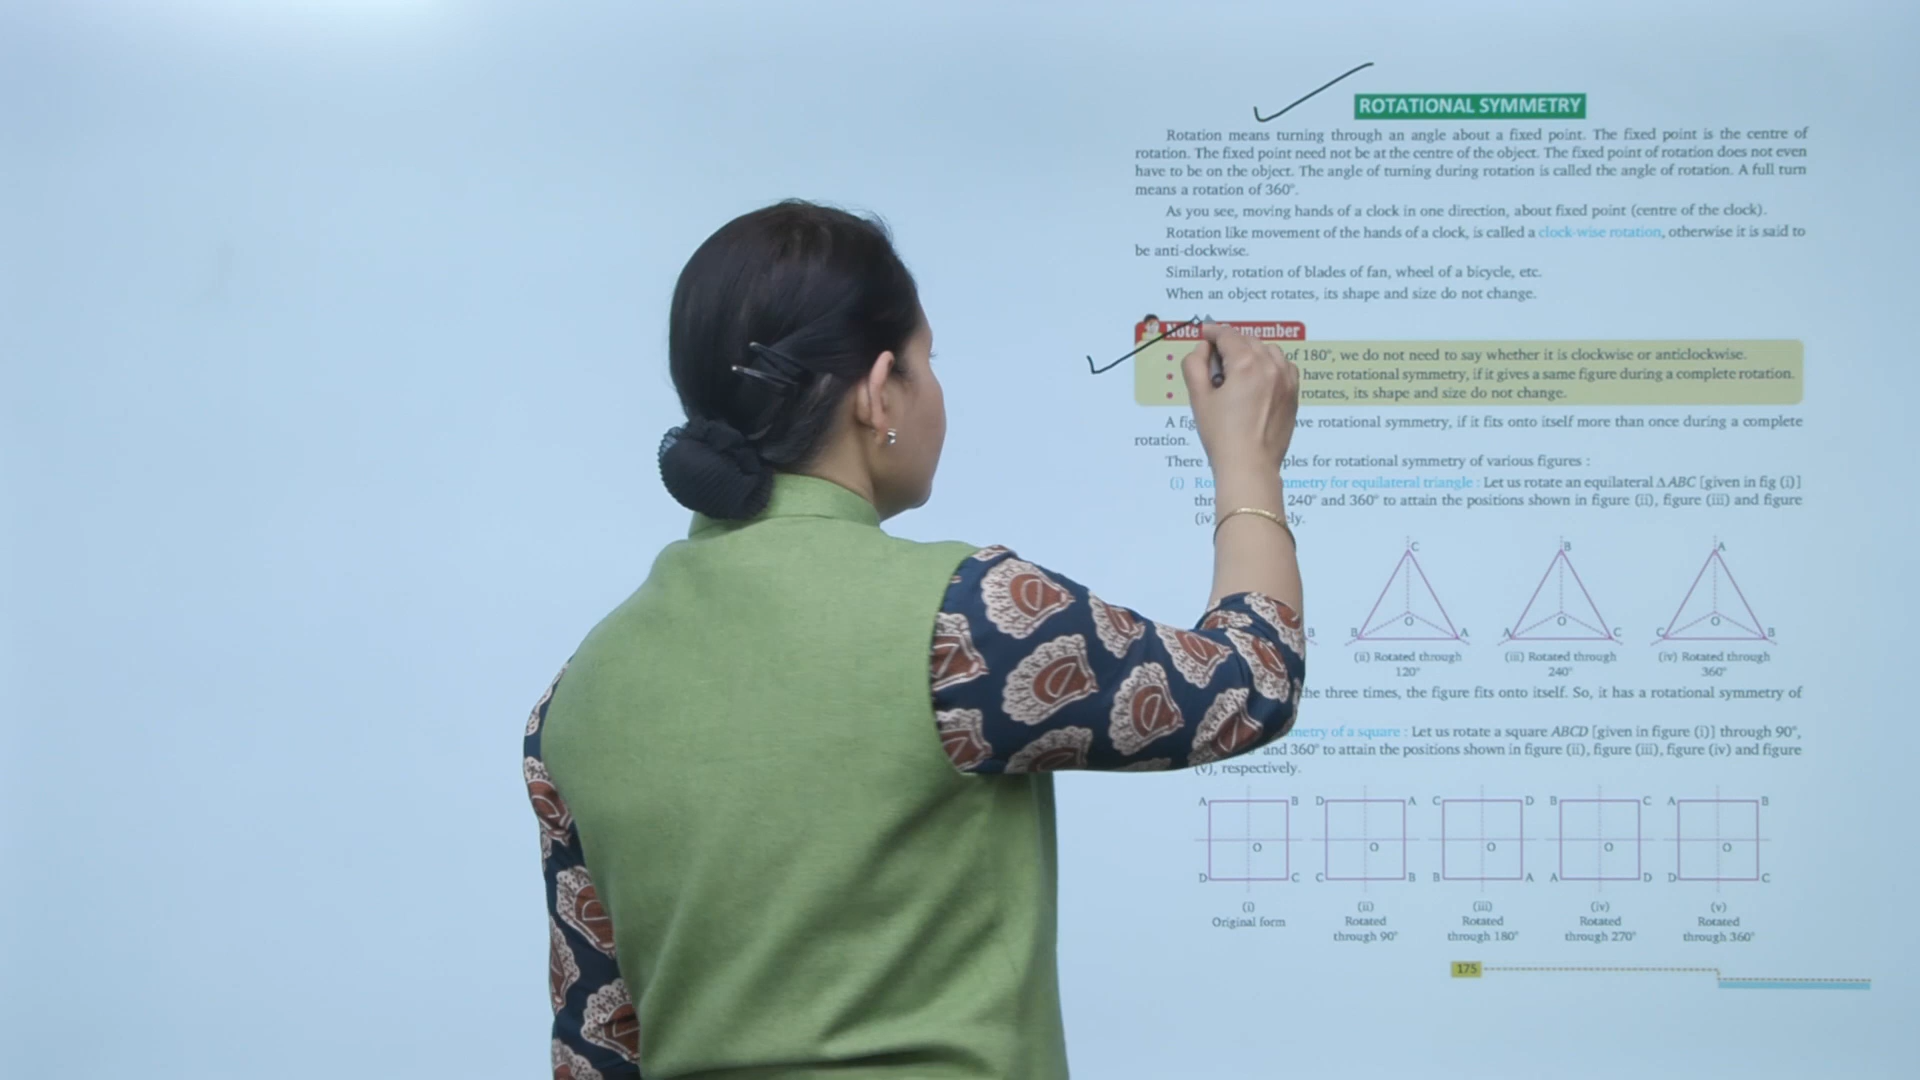 ROTATIONAL SYMMETRY
Rotation means turning through an angle about a fixed point. The fixed point is the centre of
rotation. The fixed point need not be at the centre of the object. The fixed point of rotation does not even
have to be on the object. The angle of turning during rotation is called the angle of rotation. A full turn
means a rotation of 360°.
As you see, moving hands of a clock in one direction, about fixed point (centre of the clock).
Rotation like movement of the hands of a clock, is called a clock-wise rotation, otherwise it is said to
be anti-clockwise.
Similarly, rotation of blades of fan, wheel of a bicycle, etc.
When an object rotates, its shape and size do not change.
Note
of 180°, we do not need to say whether it is clockwise or anticlockwise.
have rotational symmetry, if it gives a same figure during a complete rotation.
rotates, its shape and size do not change.
A rotational symmetry, if it fits onto itself more than once during a complete
rotation.
There for rotational symmetry of various figures :
(i) for equilateral triangle : Let us rotate an equilateral ∆ ABC [given in fig (i)]
240° and 360° to attain the positions shown in figure (ii), figure (iii) and figure
C B A
O O O
B B A A C C B
(ii) Rotated through (iii) Rotated through (iv) Rotated through
120° 240° 360°
the three times, the figure fits onto itself. So, it has a rotational symmetry of
of a square : Let us rotate a square ABCD [given in figure (i)] through 90°,
and 360° to attain the positions shown in figure (ii), figure (iii), figure (iv) and figure
(v), respectively.
A B D A C D B C A B
O O O O O
D C C B B A A D D C
(i) (ii) (iii) (iv) (v)
Original form Rotated Rotated Rotated Rotated
through 90° through 180° through 270° through 360°
175